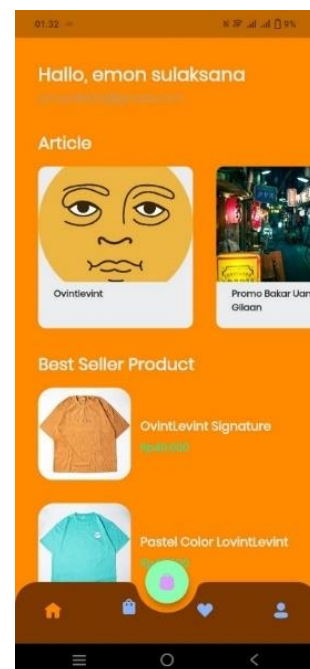 01.32
9%
Hallo, emon sulaksana
Article
Ovintlevint
Promo Bakar Uan
Gilaan
Best Seller Product
OvintLevint Signature
Pastel Color LovintLevint